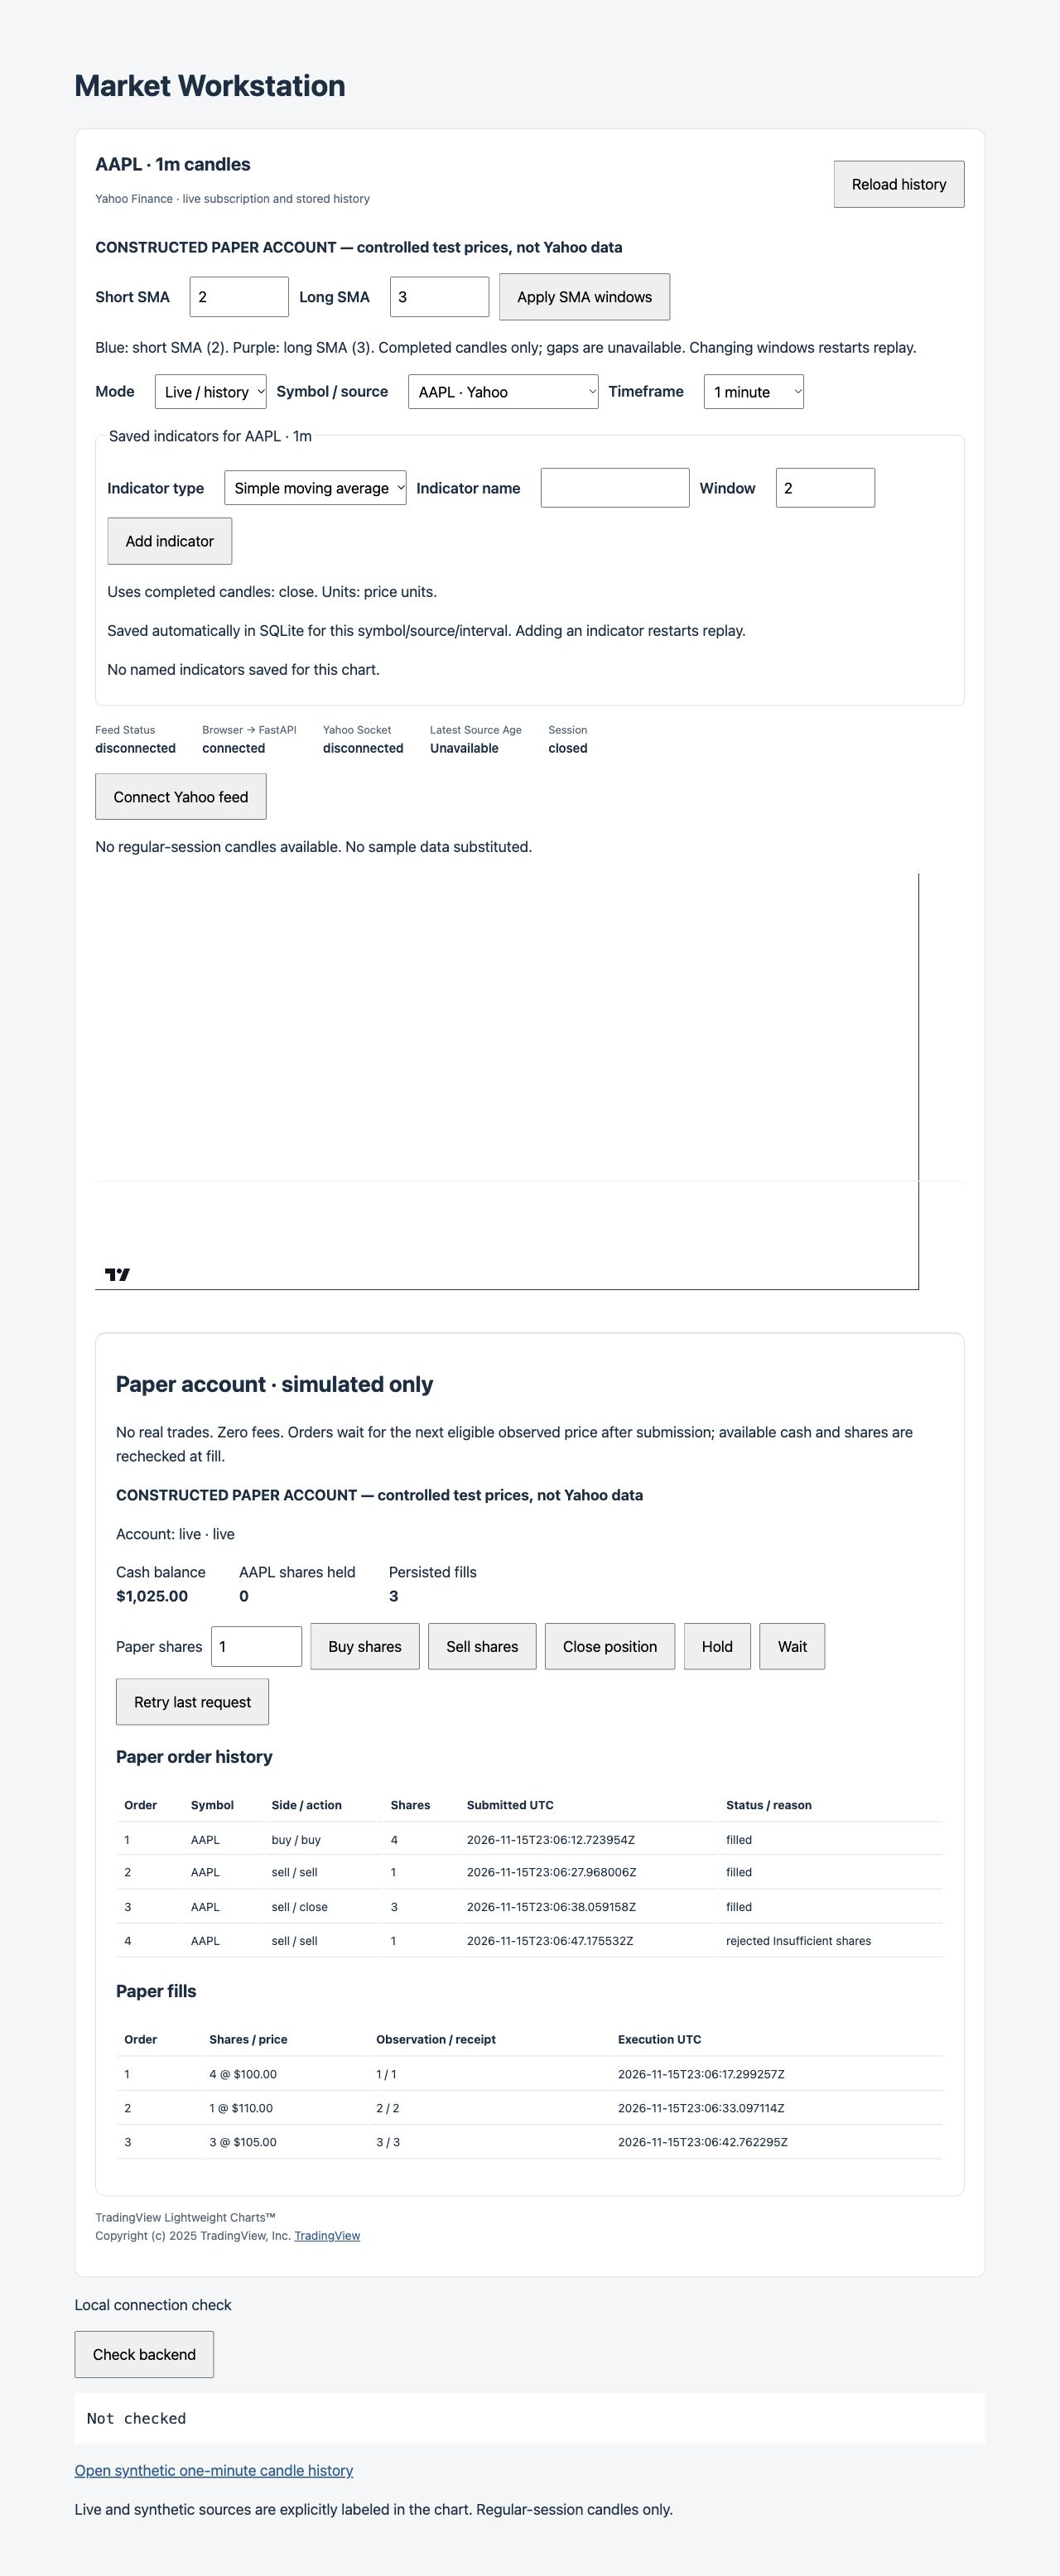 Market Workstation
AAPL · 1m candles
Yahoo Finance · live subscription and stored history
Reload history
CONSTRUCTED PAPER ACCOUNT — controlled test prices, not Yahoo data
Short SMA 2 Long SMA 3 Apply SMA windows
Blue: short SMA (2). Purple: long SMA (3). Completed candles only; gaps are unavailable. Changing windows restarts replay.
Mode Live / history Symbol / source AAPL · Yahoo Timeframe 1 minute
Saved indicators for AAPL · 1m
Indicator type Simple moving average Indicator name Window 2
Add indicator
Uses completed candles: close. Units: price units.
Saved automatically in SQLite for this symbol/source/interval. Adding an indicator restarts replay.
No named indicators saved for this chart.
Feed Status Browser → FastAPI Yahoo Socket Latest Source Age Session
disconnected connected disconnected Unavailable closed
Connect Yahoo feed
No regular-session candles available. No sample data substituted.
Paper account · simulated only
No real trades. Zero fees. Orders wait for the next eligible observed price after submission; available cash and shares are
rechecked at fill.
CONSTRUCTED PAPER ACCOUNT — controlled test prices, not Yahoo data
Account: live · live
Cash balance AAPL shares held Persisted fills
$1,025.00 0 3
Paper shares 1 Buy shares Sell shares Close position Hold Wait
Retry last request
Paper order history
Order Symbol Side / action Shares Submitted UTC Status / reason
1 AAPL buy / buy 4 2026-11-15T23:06:12.723954Z filled
2 AAPL sell / sell 1 2026-11-15T23:06:27.968006Z filled
3 AAPL sell / close 3 2026-11-15T23:06:38.059158Z filled
4 AAPL sell / sell 1 2026-11-15T23:06:47.175532Z rejected Insufficient shares
Paper fills
Order Shares / price Observation / receipt Execution UTC
1 4 @ $100.00 1 / 1 2026-11-15T23:06:17.299257Z
2 1 @ $110.00 2 / 2 2026-11-15T23:06:33.097114Z
3 3 @ $105.00 3 / 3 2026-11-15T23:06:42.762295Z
TradingView Lightweight Charts™
Copyright (c) 2025 TradingView, Inc. TradingView
Local connection check
Check backend
Not checked
Open synthetic one-minute candle history
Live and synthetic sources are explicitly labeled in the chart. Regular-session candles only.